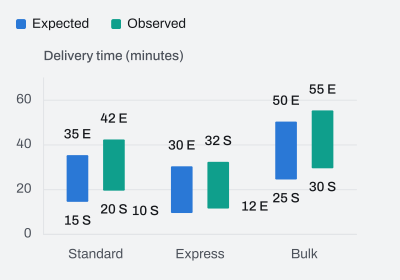 Expected Observed
Delivery time (minutes)
60
40
20
0
35 E
42 E
15 S
20 S
30 E
32 S
10 S
12 E
50 E
55 E
25 S
30 S
Standard Express Bulk